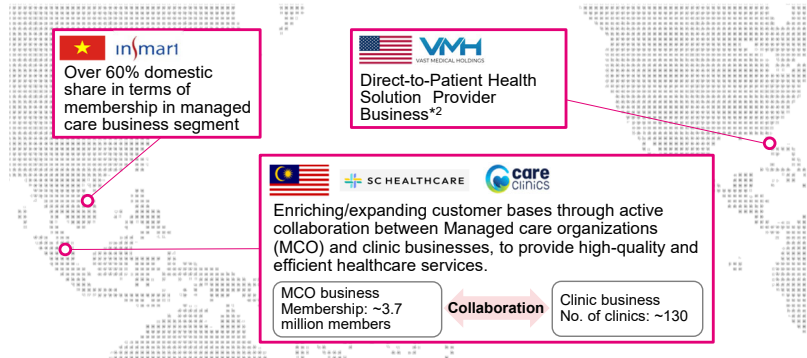 insmart
Over 60% domestic
share in terms of
membership in managed
care business segment
VMH
VAST MEDICAL HOLDINGS
Direct-to-Patient Health
Solution Provider
Business*2
SC HEALTHCARE
care
clinics
Enriching/expanding customer bases through active
collaboration between Managed care organizations
(MCO) and clinic businesses, to provide high-quality and
efficient healthcare services.
MCO business
Membership: ~3.7
million members
Collaboration
Clinic business
No. of clinics: ~130